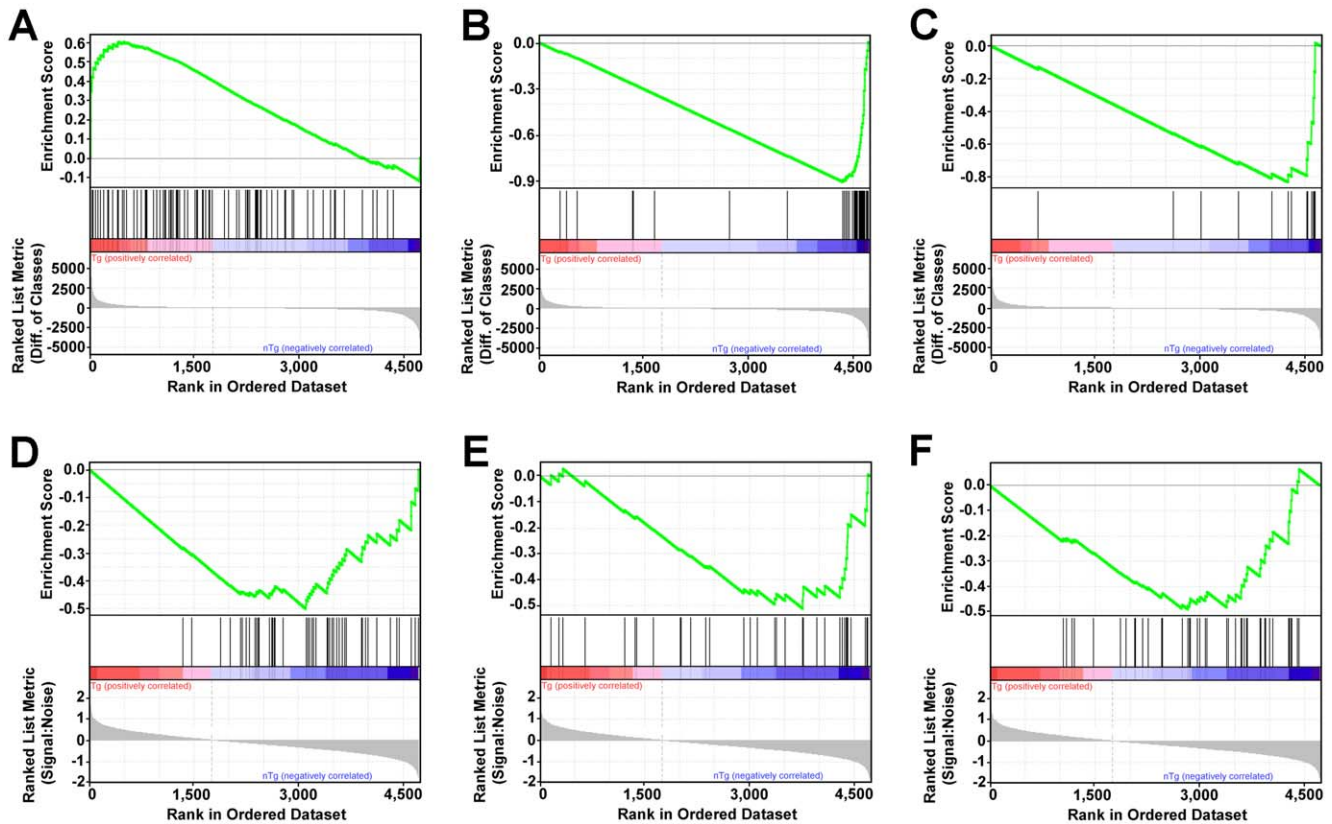 A
Enrichment Score
0.6
0.5
0.4
0.3
0.2
0.1
0.0
-0.1
Tg (positively correlated)
Ranked List Metric
(Diff. of Classes)
5000
2500
0
-2500
-5000
nTg (negatively correlated)
0 1,500 3,000 4,500
Rank in Ordered Dataset
B
Enrichment Score
0.0
-0.3
-0.6
-0.9
Tg (positively correlated)
Ranked List Metric
(Diff. of Classes)
5000
2500
0
-2500
-5000
nTg (negatively correlated)
0 1,500 3,000 4,500
Rank in Ordered Dataset
C
Enrichment Score
0.0
-0.2
-0.4
-0.6
-0.8
Tg (positively correlated)
Ranked List Metric
(Diff. of Classes)
5000
2500
0
-2500
-5000
nTg (negatively correlated)
0 1,500 3,000 4,500
Rank in Ordered Dataset
D
Enrichment Score
0.0
-0.1
-0.2
-0.3
-0.4
-0.5
Tg (positively correlated)
Ranked List Metric
(Signal:Noise)
2
1
0
-1
-2
nTg (negatively correlated)
0 1,500 3,000 4,500
Rank in Ordered Dataset
E
Enrichment Score
0.0
-0.1
-0.2
-0.3
-0.4
-0.5
Tg (positively correlated)
Ranked List Metric
(Signal:Noise)
2
1
0
-1
-2
nTg (negatively correlated)
0 1,500 3,000 4,500
Rank in Ordered Dataset
F
Enrichment Score
0.0
-0.1
-0.2
-0.3
-0.4
-0.5
Tg (positively correlated)
Ranked List Metric
(Signal:Noise)
2
1
0
-1
-2
nTg (negatively correlated)
0 1,500 3,000 4,500
Rank in Ordered Dataset